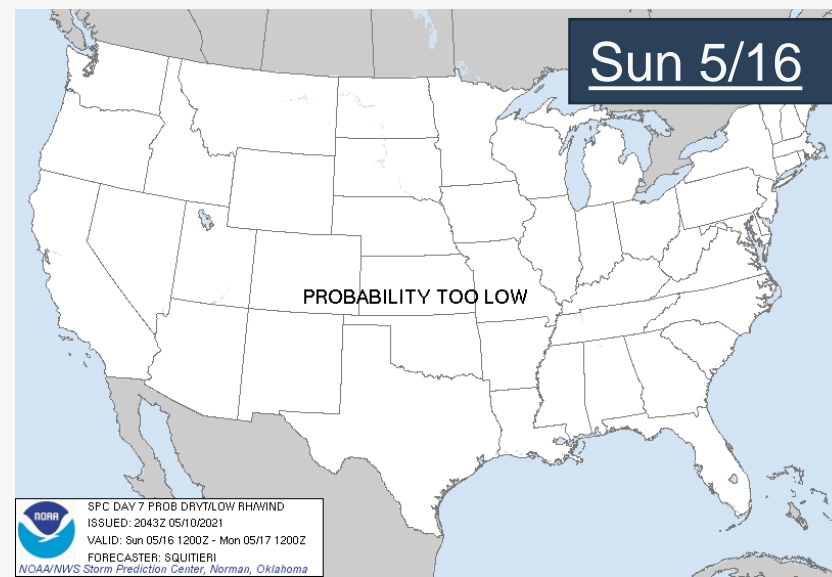 Sun 5/16
PROBABILITY TOO LOW
NOAA
SPC DAY 7 PROB DRYT/LOW RH/WIND
ISSUED: 2043Z 05/10/2021
VALID: Sun 05/16 1200Z - Mon 05/17 1200Z
FORECASTER: SQUITIERI
NOAA/NWS Storm Prediction Center, Norman, Oklahoma